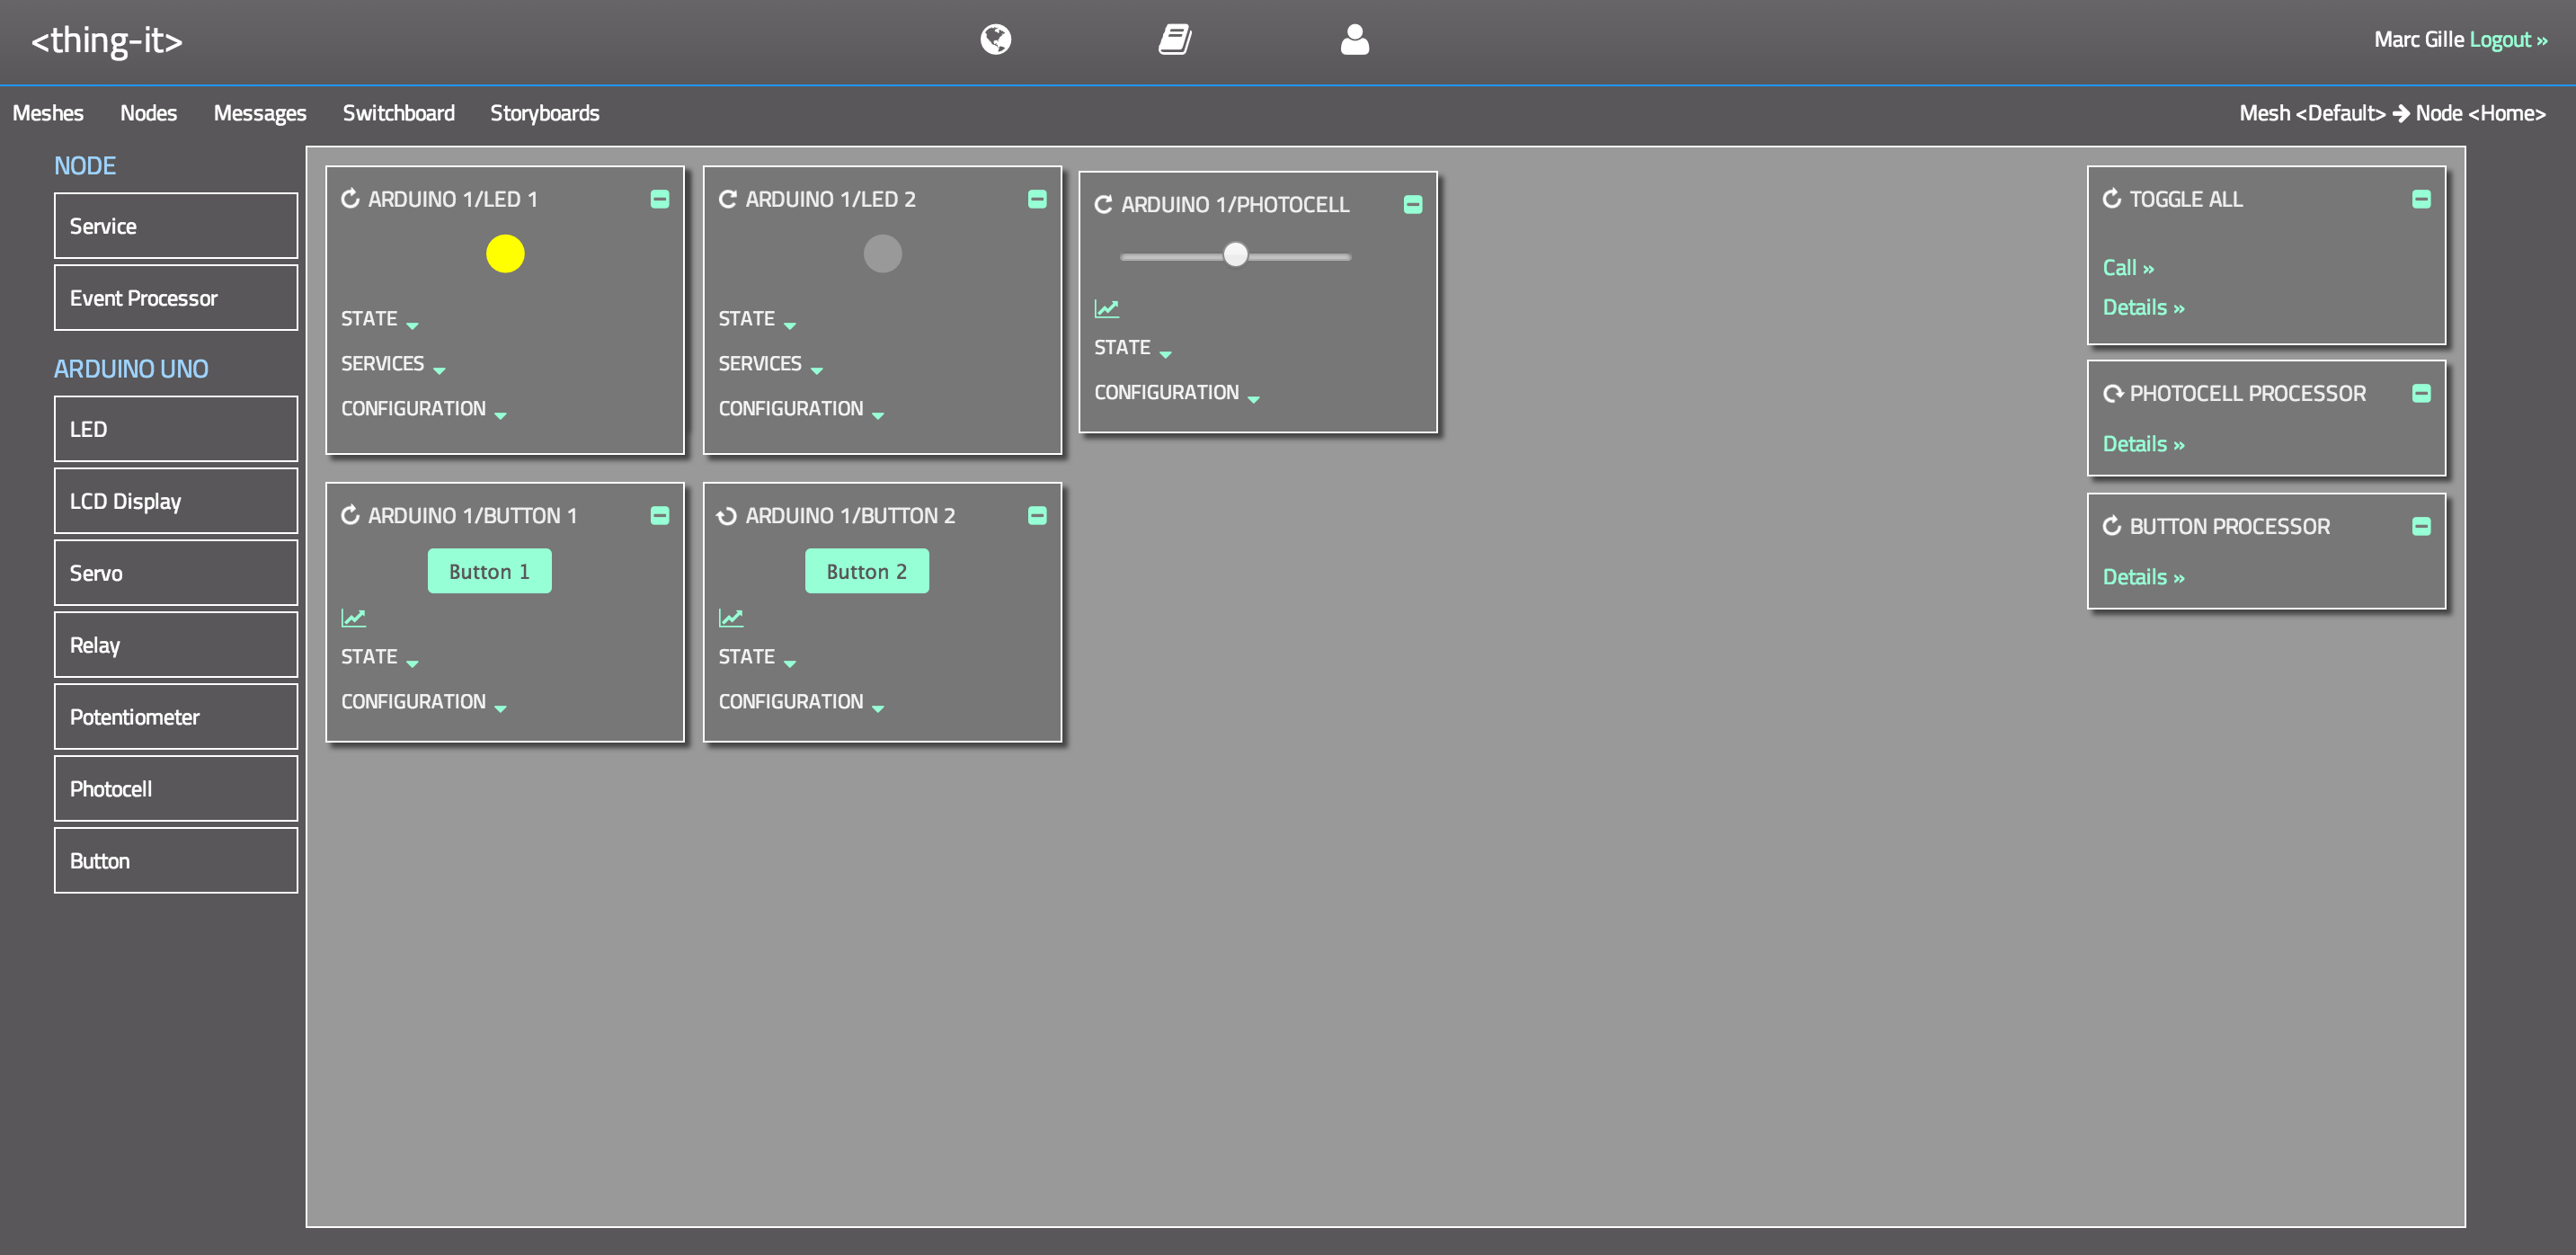 <thing-it>
Marc Gille Logout »
Meshes Nodes Messages Switchboard Storyboards
Mesh <Default> → Node <Home>
NODE
Service
Event Processor
ARDUINO UNO
LED
LCD Display
Servo
Relay
Potentiometer
Photocell
Button
ARDUINO 1/LED 1
STATE
SERVICES
CONFIGURATION
ARDUINO 1/LED 2
STATE
SERVICES
CONFIGURATION
ARDUINO 1/PHOTOCELL
STATE
CONFIGURATION
ARDUINO 1/BUTTON 1
Button 1
STATE
CONFIGURATION
ARDUINO 1/BUTTON 2
Button 2
STATE
CONFIGURATION
TOGGLE ALL
Call »
Details »
PHOTOCELL PROCESSOR
Details »
BUTTON PROCESSOR
Details »